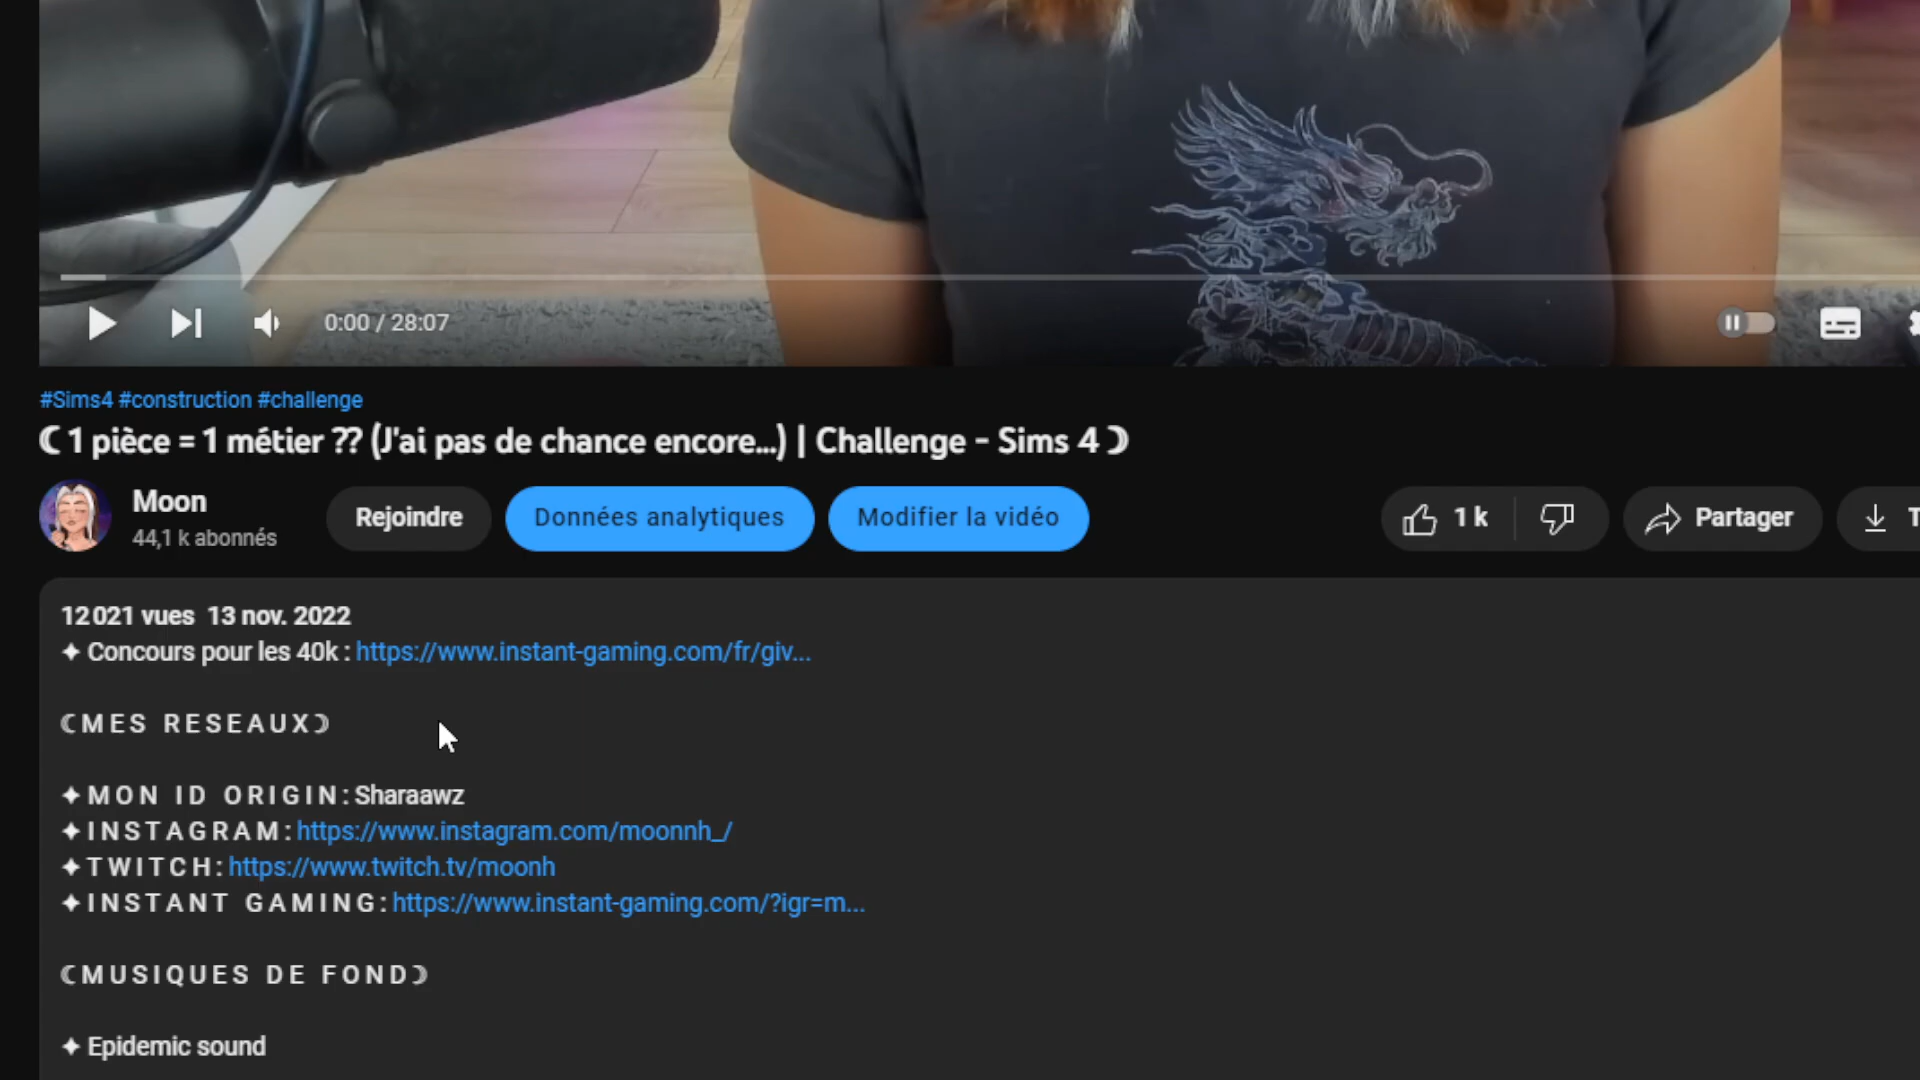 0:00 / 28:07
#Sims4 #construction #challenge
☾ 1 pièce = 1 métier ?? (J'ai pas de chance encore...) | Challenge - Sims 4 ☽
Moon
44,1 k abonnés
Rejoindre
Données analytiques
Modifier la vidéo
1 k
Partager
12 021 vues 13 nov. 2022
✦ Concours pour les 40k : https://www.instant-gaming.com/fr/giv...
☾MES RESEAUX☽
✦MON ID ORIGIN: Sharaawz
✦INSTAGRAM: https://www.instagram.com/moonnh_/
✦TWITCH: https://www.twitch.tv/moonh
✦INSTANT GAMING: https://www.instant-gaming.com/?igr=m...
☾MUSIQUES DE FOND☽
✦ Epidemic sound